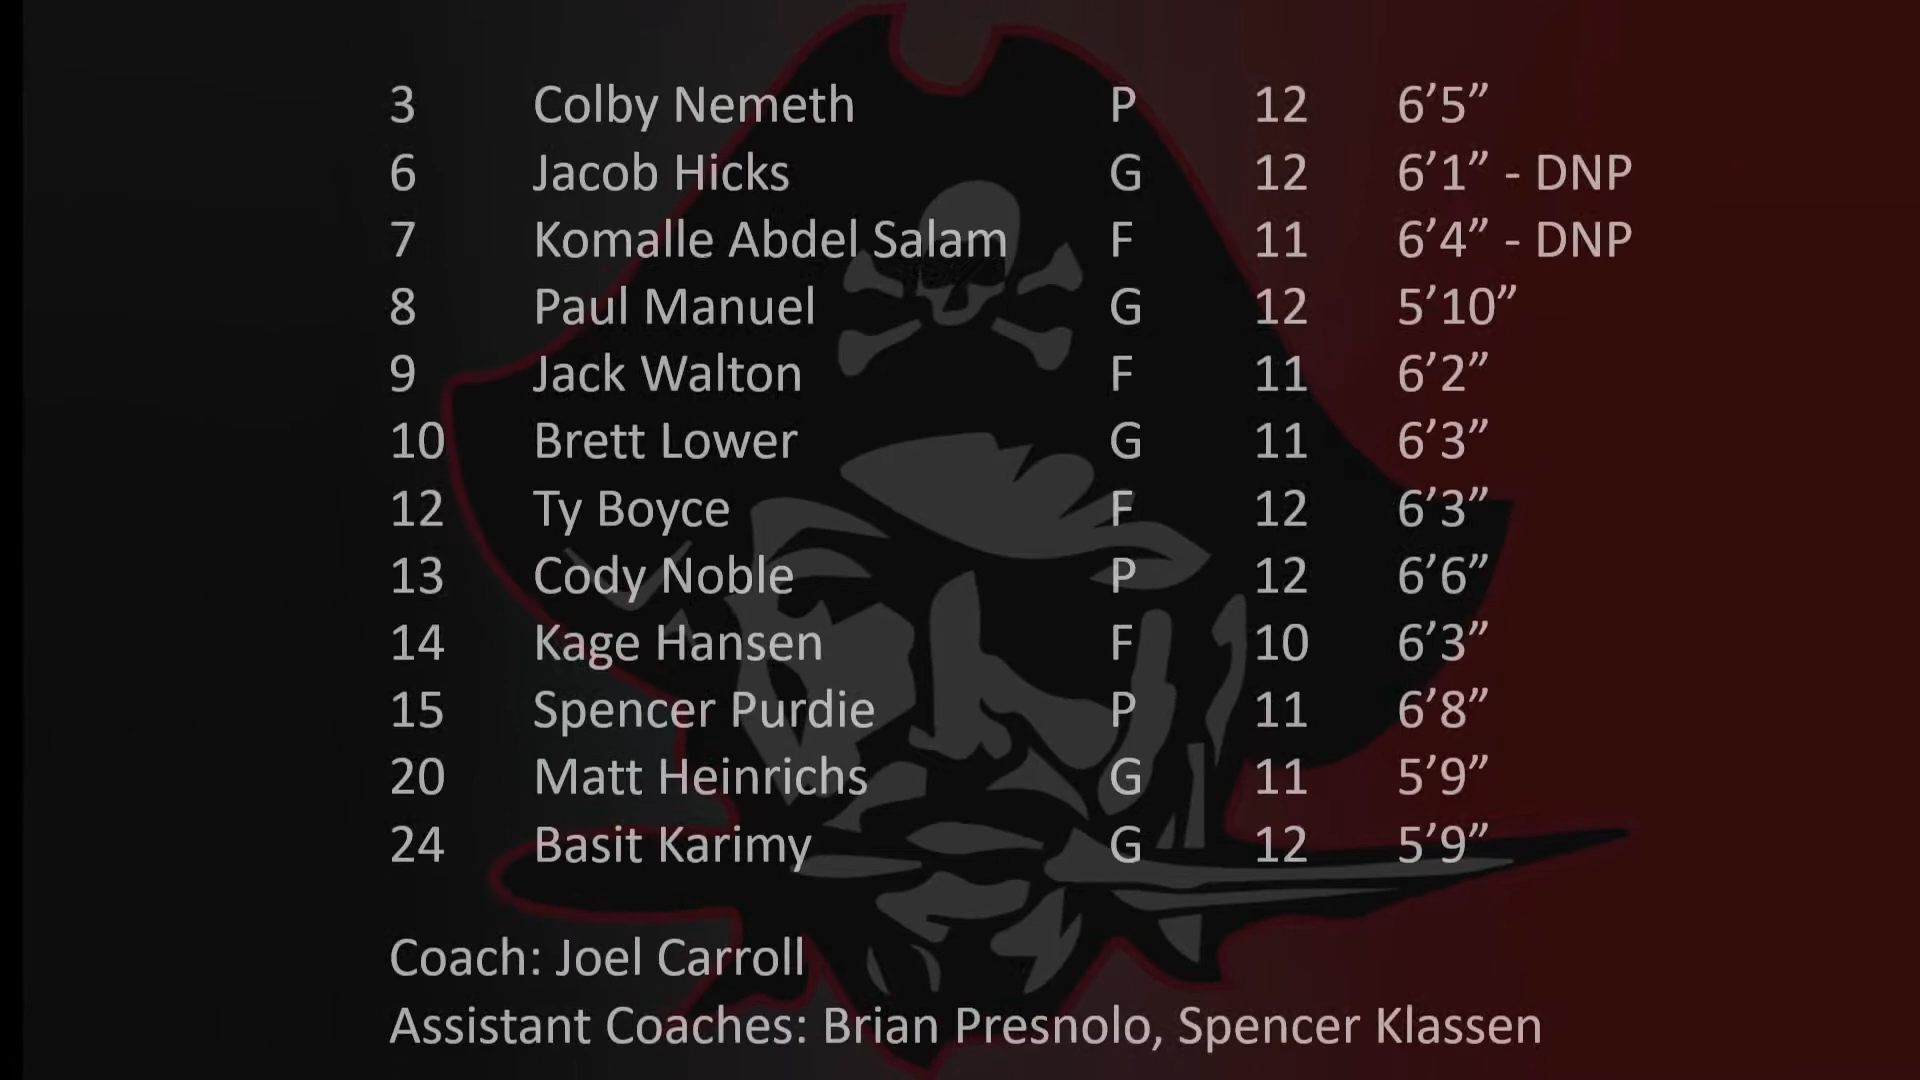 3 Colby Nemeth P 12 6’5”
6 Jacob Hicks G 12 6’1” - DNP
7 Komalle Abdel Salam F 11 6’4” - DNP
8 Paul Manuel G 12 5’10”
9 Jack Walton F 11 6’2”
10 Brett Lower G 11 6’3”
12 Ty Boyce F 12 6’3”
13 Cody Noble P 12 6’6”
14 Kage Hansen F 10 6’3”
15 Spencer Purdie P 11 6’8”
20 Matt Heinrichs G 11 5’9”
24 Basit Karimy G 12 5’9”
Coach: Joel Carroll
Assistant Coaches: Brian Presnolo, Spencer Klassen